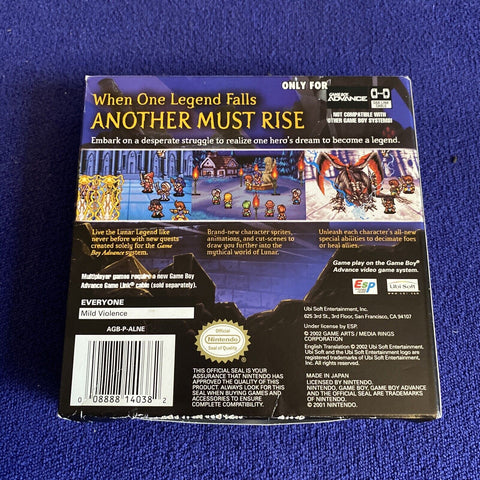 ONLY FOR
GAME BOY
ADVANCE
GAME LINK
CABLE
When One Legend Falls
ANOTHER MUST RISE
NOT COMPATIBLE WITH
OTHER GAME BOY SYSTEMS!
Embark on a desperate struggle to realize one hero's dream to become a legend.
Live the Lunar Legend like
never before with new quests
created solely for the Game
Boy Advance system.
Brand-new character sprites,
animations, and cut-scenes to
draw you further into the
mythical world of Lunar.
Unleash each character's all-new
special abilities to decimate foes
or heal allies.
Game play on the Game Boy®
Advance video game system.
Multiplayer games require a new Game Boy
Advance Game Link® cable (sold separately).
Esp
Ubi Soft
EVERYONE
Mild Violence
AGB-P-ALNE
0 08888 14038 2
Official
Nintendo
Seal of Quality
THIS OFFICIAL SEAL IS YOUR
ASSURANCE THAT NINTENDO HAS
APPROVED THE QUALITY OF THIS
PRODUCT. ALWAYS LOOK FOR THIS
SEAL WHEN BUYING GAMES AND
ACCESSORIES TO ENSURE
COMPLETE COMPATIBILITY.
Ubi Soft Entertainment, Inc.
625 3rd St., 3rd Floor, San Francisco, CA 94107
Under license by ESP.
© 2002 GAME ARTS / MEDIA RINGS
CORPORATION
English Translation © 2002 Ubi Soft Entertainment, Inc.
Ubi Soft and the Ubi Soft Entertainment logo are
registered trademarks of Ubi Soft Entertainment,
Inc. All rights reserved.
MADE IN JAPAN
LICENSED BY NINTENDO.
NINTENDO, GAME BOY, GAME BOY ADVANCE
AND THE OFFICIAL SEAL ARE TRADEMARKS
OF NINTENDO.
© 2001 NINTENDO.